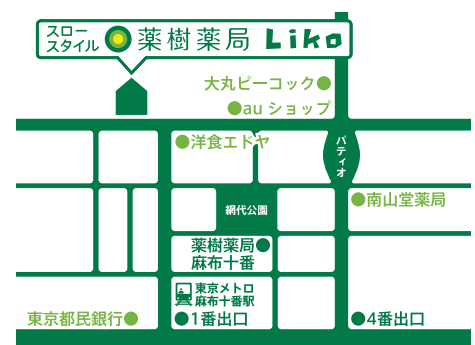 スロー
スタイル
薬樹薬局 Liko
大丸ピーコック
au ショップ
洋食エドヤ
パティオ
南山堂薬局
網代公園
薬樹薬局
麻布十番
東京メトロ
麻布十番駅
東京都民銀行
1番出口
4番出口